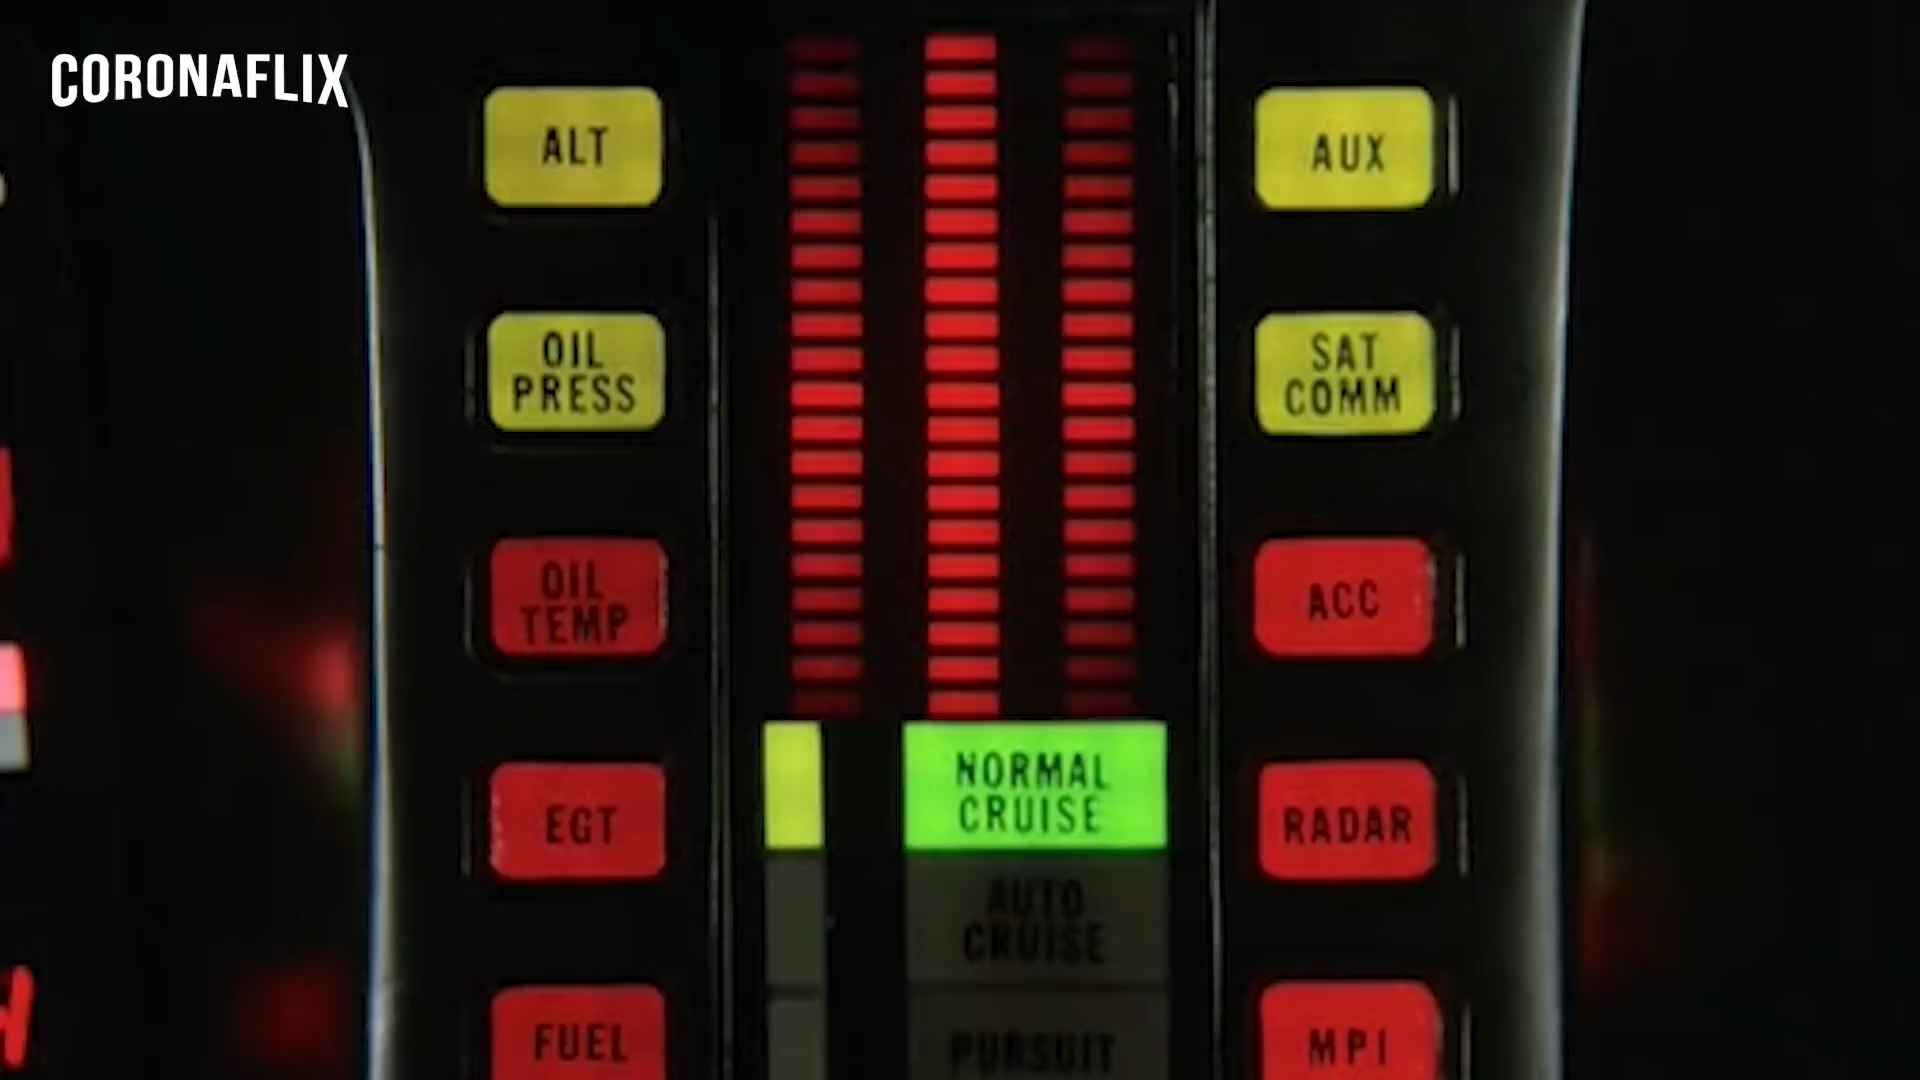 CORONAFLIX
ALT
AUX
OIL
PRESS
SAT
COMM
OIL
TEMP
ACC
NORMAL
CRUISE
EGT
RADAR
AUTO
CRUISE
FUEL
PURSUIT
MPI